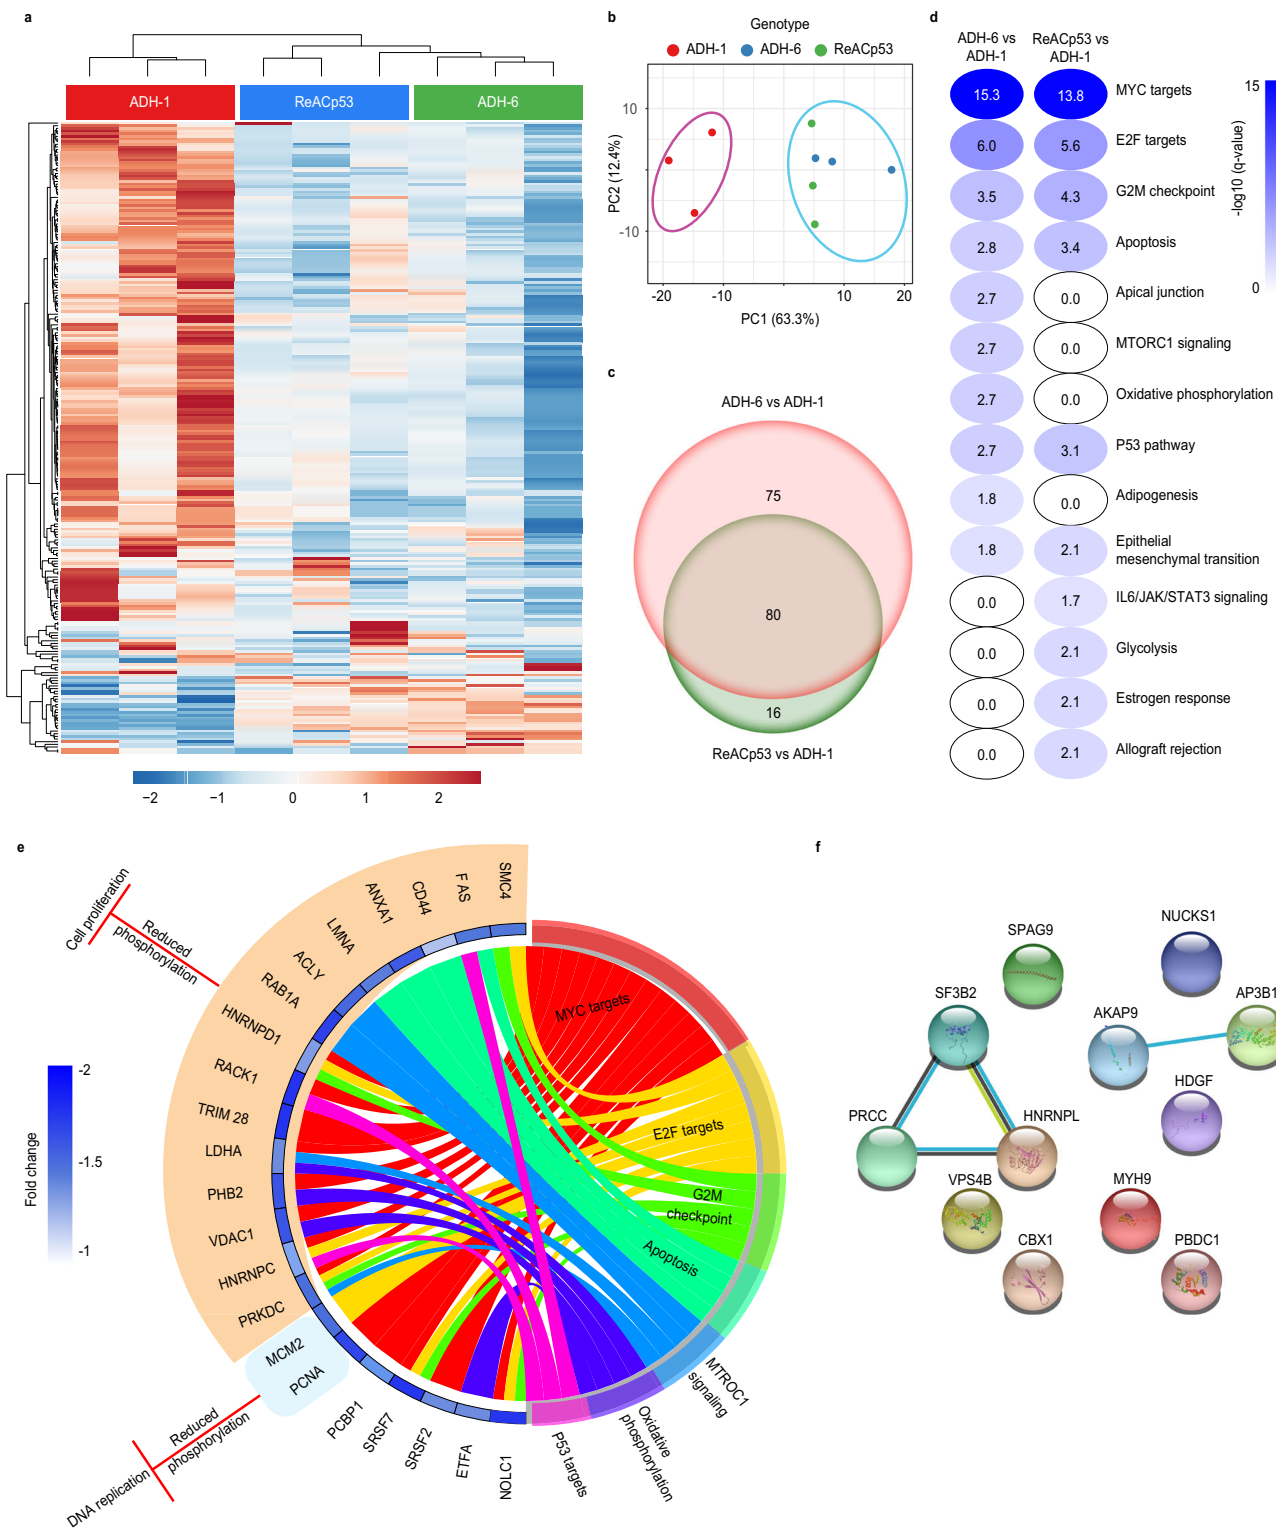 a
ADH-1
ReACp53
ADH-6
−2
−1
0
1
2
b
Genotype
ADH-1
ADH-6
ReACp53
PC2 (12.4%)
10
-10
-20
-10
10
20
PC1 (63.3%)
c
ADH-6 vs ADH-1
75
80
16
ReACp53 vs ADH-1
d
ADH-6 vs
ADH-1
ReACp53 vs
ADH-1
15.3
13.8
MYC targets
6.0
5.6
E2F targets
3.5
4.3
G2M checkpoint
2.8
3.4
Apoptosis
2.7
0.0
Apical junction
2.7
0.0
MTORC1 signaling
2.7
0.0
Oxidative phosphorylation
2.7
3.1
P53 pathway
1.8
0.0
Adipogenesis
1.8
2.1
Epithelial
mesenchymal transition
0.0
1.7
IL6/JAK/STAT3 signaling
0.0
2.1
Glycolysis
0.0
2.1
Estrogen response
0.0
2.1
Allograft rejection
15
-log10 (q-value)
0
e
Cell proliferation
Reduced
phosphorylation
SMC4
F AS
CD44
ANXA1
LMNA
ACLY
RAB1A
HNRNPD1
RACK1
TRIM 28
LDHA
PHB2
VDAC1
HNRNPC
PRKDC
MCM2
PCNA
PCBP1
SRSF7
SRSF2
ETFA
NOLC1
DNA replication
Reduced
phosphorylation
MYC targets
E2F targets
G2M
checkpoint
Apoptosis
MTROC1
signaling
Oxidative
phosphorylation
P53 targets
Fold change
-2
-1.5
-1
f
SPAG9
NUCKS1
SF3B2
AKAP9
AP3B1
PRCC
HNRNPL
HDGF
VPS4B
MYH9
CBX1
PBDC1